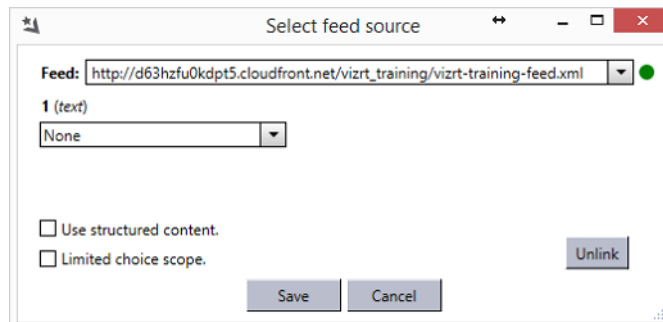 Select feed source
Feed: http://d63hzfu0kdpt5.cloudfront.net/vizrt_training/vizrt-training-feed.xml
1 (text)
None
Use structured content.
Limited choice scope.
Unlink
Save Cancel